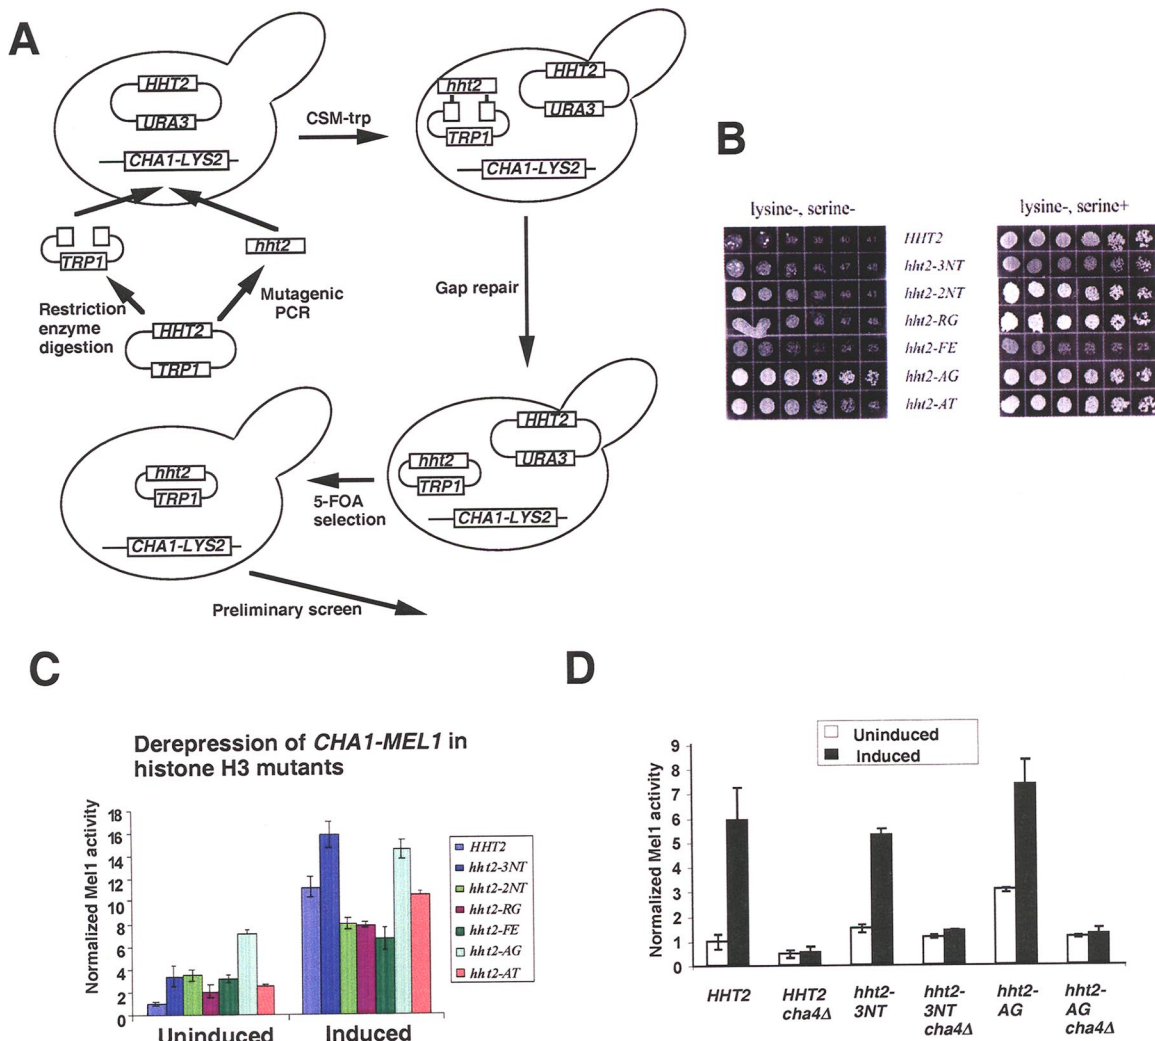 A
HHT2
URA3
CHA1-LYS2
CSM-trp
hht2
TRP1
HHT2
URA3
CHA1-LYS2
TRP1
hht2
Restriction
enzyme
digestion
Mutagenic
PCR
HHT2
TRP1
Gap repair
HHT2
URA3
hht2
TRP1
CHA1-LYS2
5-FOA
selection
hht2
TRP1
CHA1-LYS2
Preliminary screen
B
lysine-, serine-
lysine-, serine+
HHT2
hht2-3NT
hht2-2NT
hht2-RG
hht2-FE
hht2-AG
hht2-AT
C
Derepression of CHA1-MEL1 in
histone H3 mutants
Normalized Mel1 activity
18
16
14
12
10
8
6
4
2
0
Uninduced
Induced
HHT2
hht2-3NT
hht2-2NT
hht2-RG
hht2-FE
hht2-AG
hht2-AT
D
Uninduced
Induced
Normalized Mel1 activity
9
8
7
6
5
4
3
2
1
0
HHT2
HHT2
cha4Δ
hht2-
3NT
hht2-
3NT
cha4Δ
hht2-
AG
hht2-
AG
cha4Δ